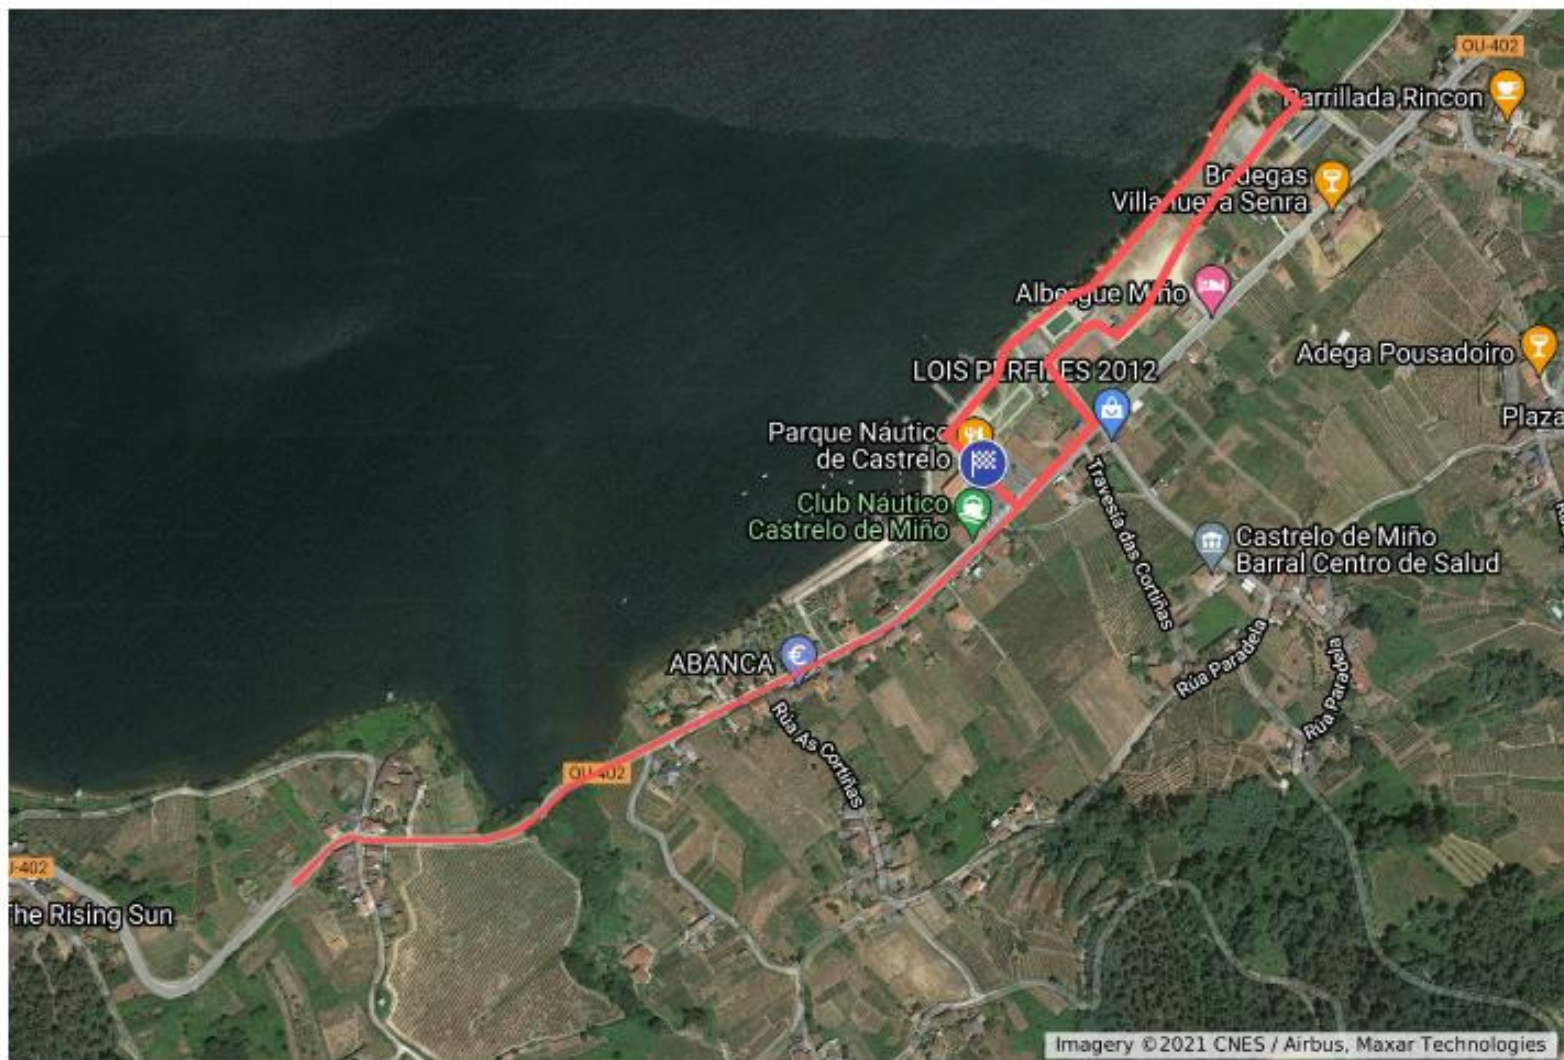 OU-402
Parrillada Rincon
Bodegas
Villanueva Senra
Albergue Miño
Adega Pousadoiro
LOIS PERFILES 2012
Plaza
Parque Náutico
de Castrelo
Club Náutico
Castrelo de Miño
Travesía das Cortiñas
Castrelo de Miño
Barral Centro de Salud
Rúa Paradela
Rúa Paradela
ABANCA
€
Rúa As Cortiñas
OU-402
J-402
The Rising Sun
Imagery ©2021 CNES / Airbus, Maxar Technologies